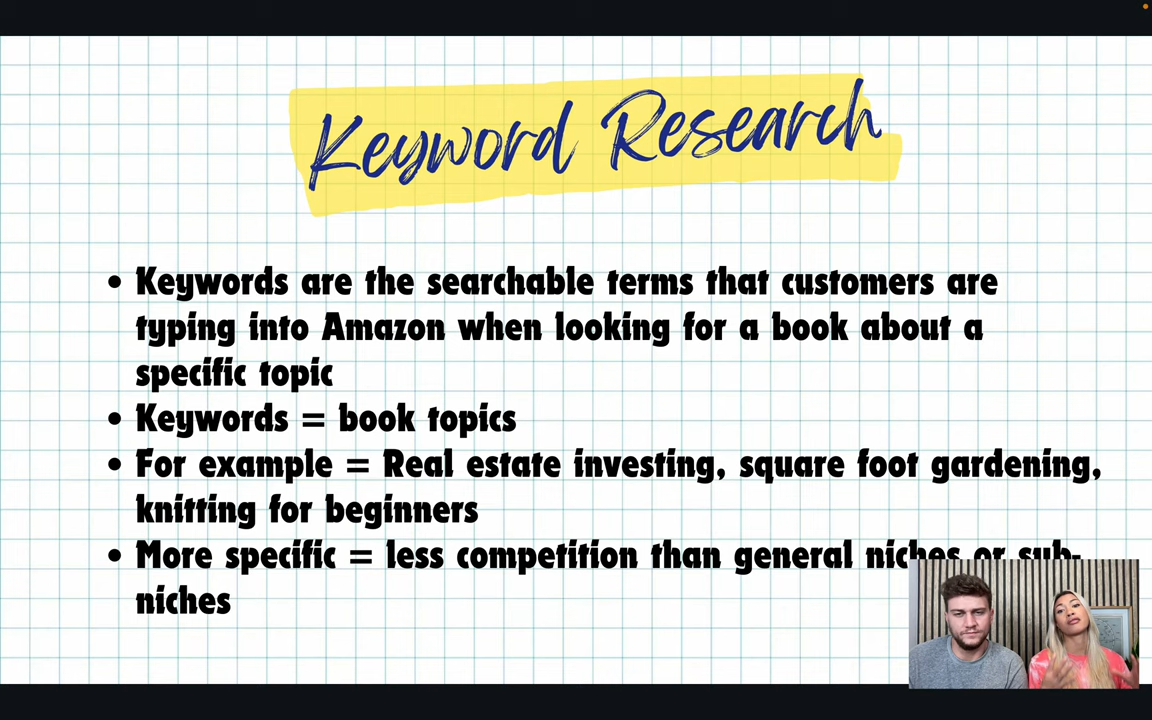 Keyword Research
• Keywords are the searchable terms that customers are
typing into Amazon when looking for a book about a
specific topic
• Keywords = book topics
• For example = Real estate investing, square foot gardening,
knitting for beginners
• More specific = less competition than general niches or sub-
niches